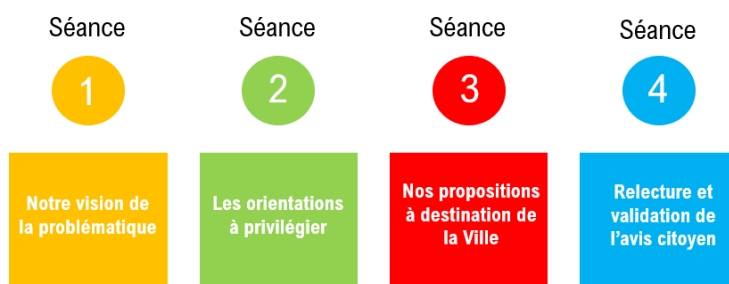 Séance
1
Notre vision de
la problématique
Séance
2
Les orientations
à privilégier
Séance
3
Nos propositions
à destination de
la Ville
Séance
4
Relecture et
validation de
l'avis citoyen